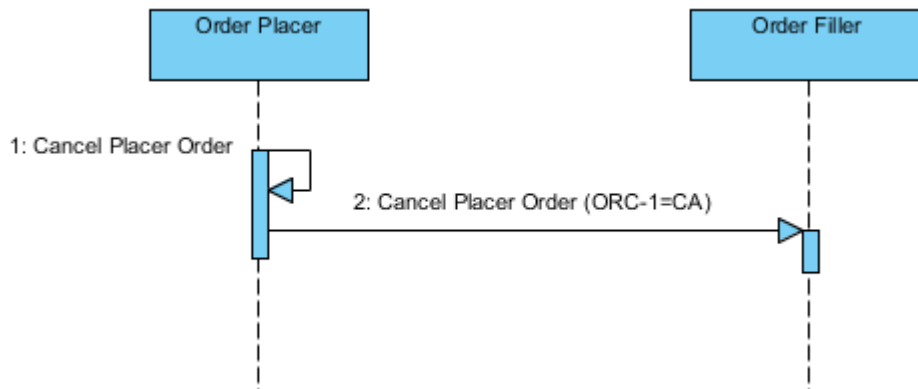 Order Placer
Order Filler
1: Cancel Placer Order
2: Cancel Placer Order (ORC-1=CA)